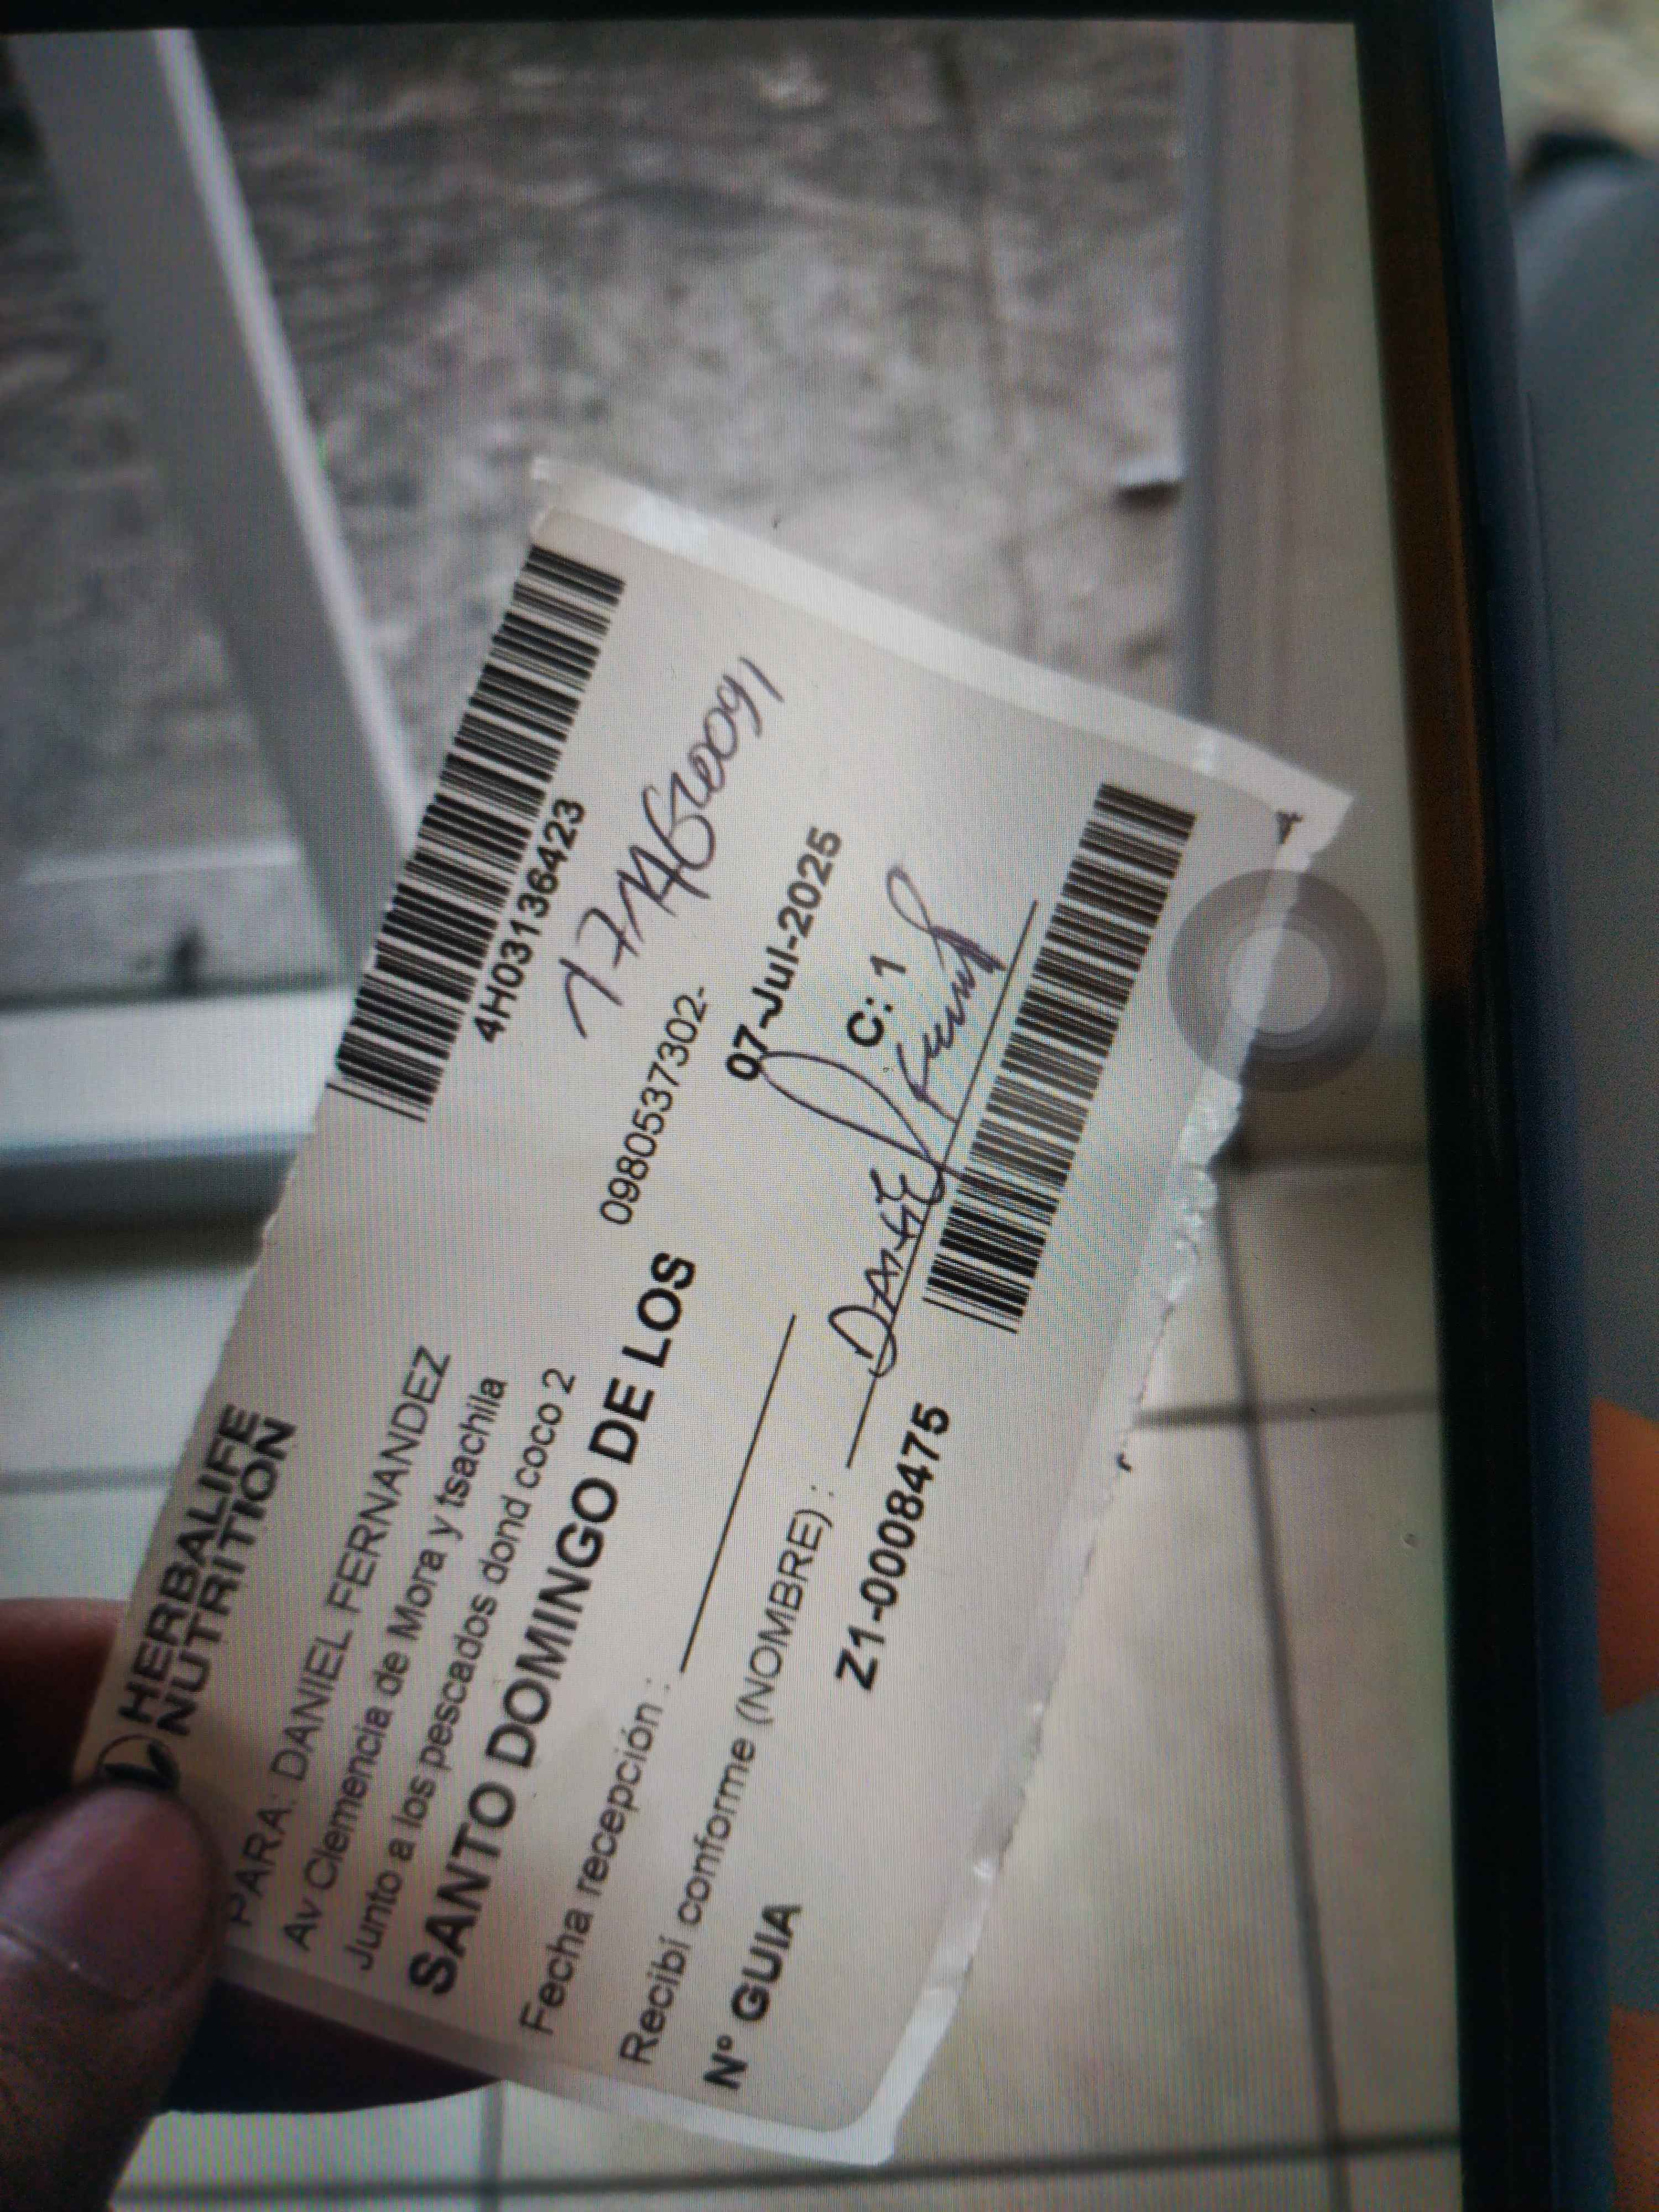 HERBALIFE
NUTRITION
4H03136423
PARA: DANIEL FERNANDEZ
Av Clemencia de Mora y tsachila
Junto a los pescados dond coco 2
0980537302-
SANTO DOMINGO DE LOS
07-Jul-2025
Fecha recepción :
C: 1
Recibí conforme (NOMBRE) :
Nº GUIA
Z1-0008475